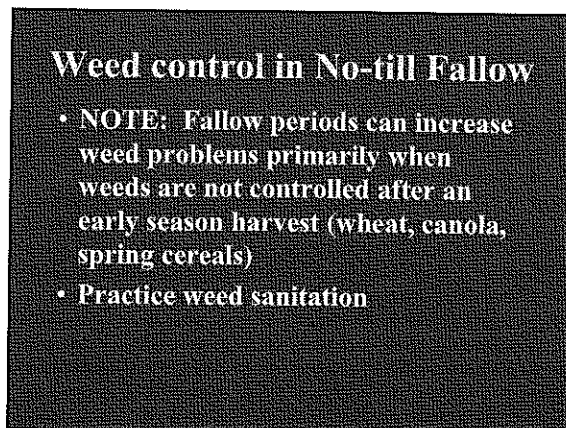 Weed control in No-till Fallow
• NOTE: Fallow periods can increase
weed problems primarily when
weeds are not controlled after an
early season harvest (wheat, canola,
spring cereals)
• Practice weed sanitation